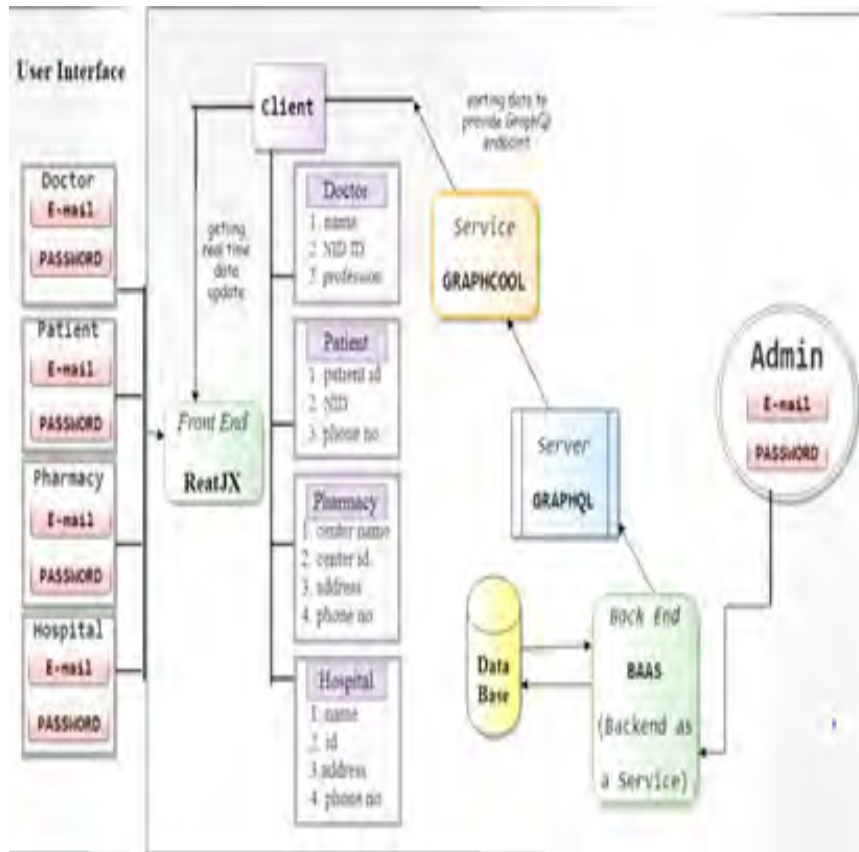 User Interface
Doctor
E-mail
PASSWORD
Patient
E-mail
PASSWORD
Pharmacy
E-mail
PASSWORD
Hospital
E-mail
PASSWORD
Client
getting
real time
data
update
Front End
ReatJX
Doctor
1. name
2 NID ID
3 profession
Patient
1. patient id
2. NID
3. phone no
Pharmacy
1. center name
2. center id.
3. address
4. phone no
Hospital
1. name
2. id
3.address
4. phone no
sorting data to
provide GraphQl
endpoint
Service
GRAPHCOOL
Server
GRAPHQL
Data
Base
Back End
BAAS
(Backend as
a Service)
Admin
E-mail
PASSWORD